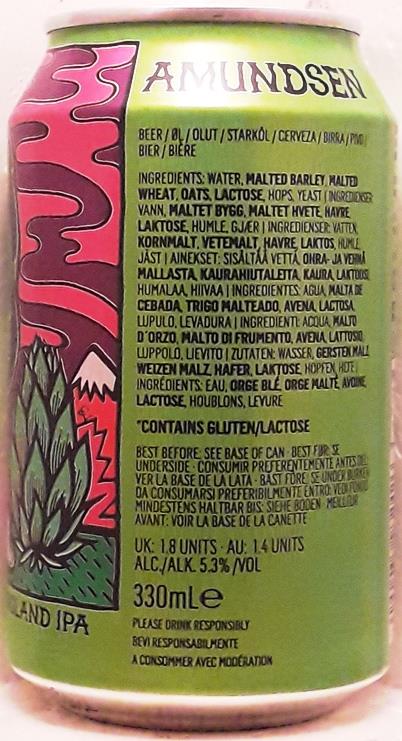 AMUNDSEN
BEER / ØL / OLUT / STARKÖL / CERVEZA / BIRRA / PIVO /
BIER / BIÈRE
INGREDIENTS: WATER, MALTED BARLEY, MALTED
WHEAT, OATS, LACTOSE, HOPS, YEAST | INGREDIENSER:
VANN, MALTET BYGG, MALTET HVETE, HAVRE,
LAKTOSE, HUMLE, GJÆR | INGREDIENSER: VATTEN,
KORNMALT, VETEMALT, HAVRE, LAKTOS, HUMLE,
JÄST | AINEKSET: SISÄLTÄÄ VETTÄ, OHRA- JA VEHNÄ
MALLASTA, KAURAHIUTALEITTA, KAURA, LAKTOOSI
HUMALAA, HIIVAA | INGREDIENTES: AGUA, MALTA DE
CEBADA, TRIGO MALTEADO, AVENA, LACTOSA,
LUPULO, LEVADURA | INGREDIENTI: ACQUA, MALTO
D'ORZO, MALTO DI FRUMENTO, AVENA, LATTOSIO,
LUPPOLO, LIEVITO | ZUTATEN: WASSER, GERSTEN MALZ,
WEIZEN MALZ, HAFER, LAKTOSE, HOPFEN, HEFE |
INGRÉDIENTS: EAU, ORGE BLÉ, ORGE MALTÉ, AVOINE,
LACTOSE, HOUBLONS, LEVURE
*CONTAINS GLUTEN/LACTOSE
BEST BEFORE: SEE BASE OF CAN · BEST FØR: SE
UNDERSIDE · CONSUMIR PREFERENTEMENTE ANTES DEL:
VER LA BASE DE LA LATA · BÄST FÖRE: SE UNDER BURKEN
DA CONSUMARSI PREFERIBILMENTE ENTRO: VEDI FONDO
MINDESTENS HALTBAR BIS: SIEHE BODEN · MEILLEUR
AVANT: VOIR LA BASE DE LA CANETTE
UK: 1.8 UNITS · AU: 1.4 UNITS
ALC./ALK. 5.3% /VOL
330mLe
PLEASE DRINK RESPONSIBLY
BEVI RESPONSABILMENTE
A CONSOMMER AVEC MODÉRATION
GLAND IPA